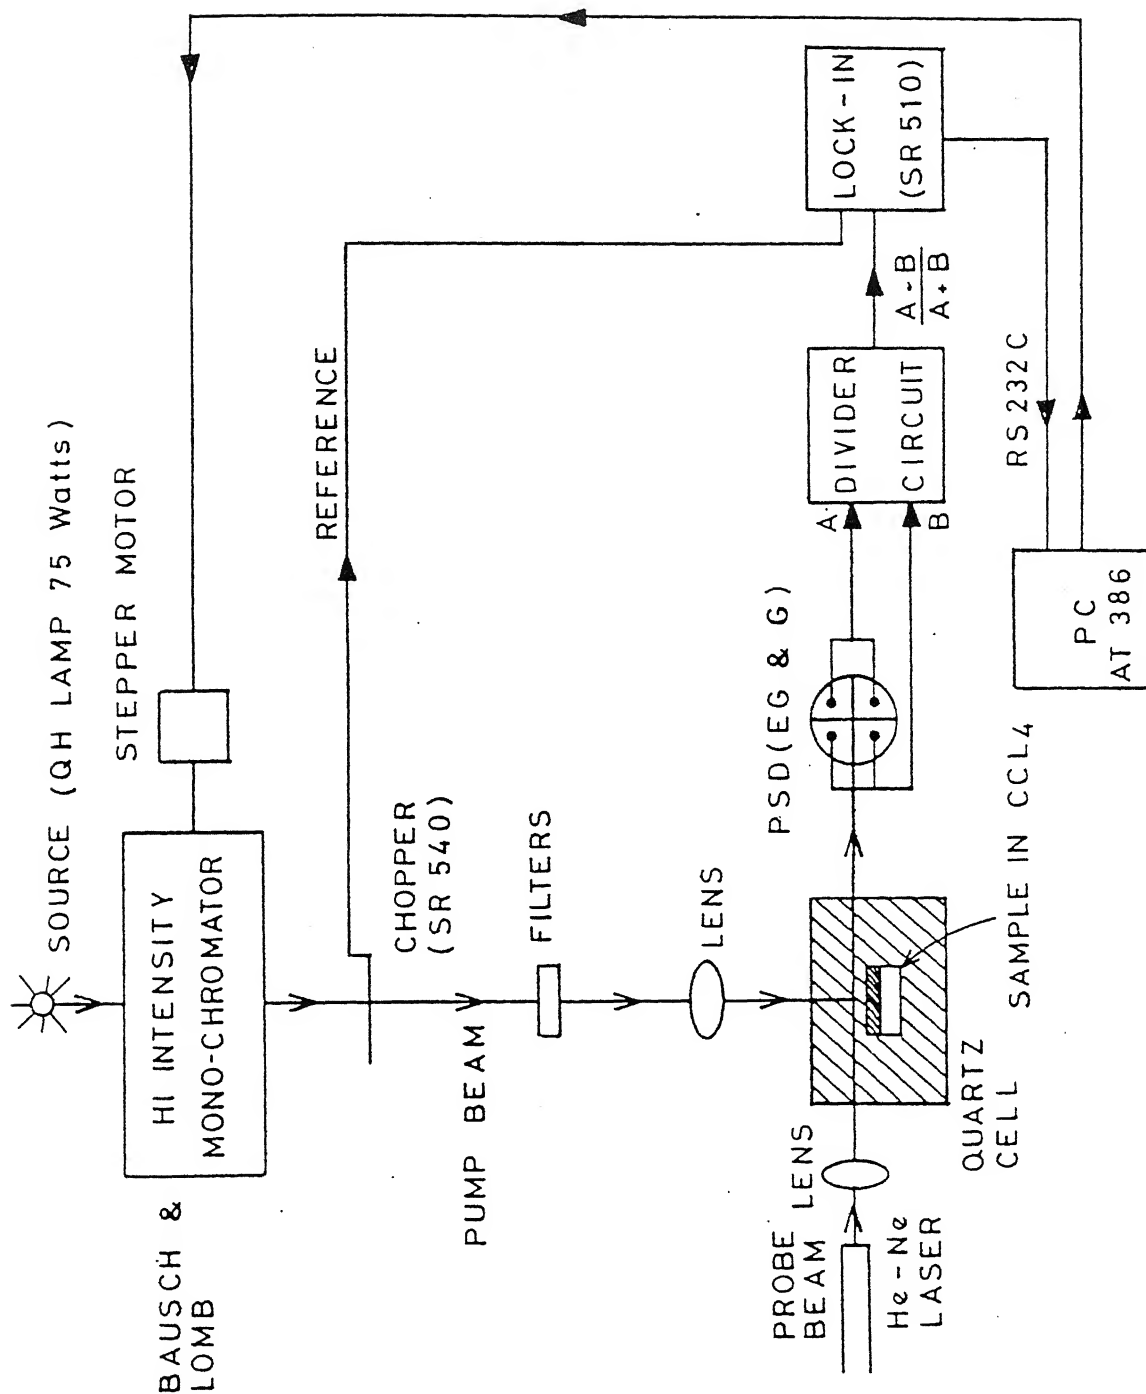 SOURCE (QH LAMP 75 Watts)
STEPPER MOTOR
BAUSCH &
LOMB
HI INTENSITY
MONO-CHROMATOR
REFERENCE
CHOPPER
(SR 540)
PUMP BEAM
FILTERS
LENS
PROBE
BEAM
LENS
He-Ne
LASER
QUARTZ
CELL
SAMPLE IN CCL4
PSD(EG & G)
A
B
DIVIDER
CIRCUIT
A-B
A+B
LOCK-IN
(SR510)
RS232C
PC
AT 386